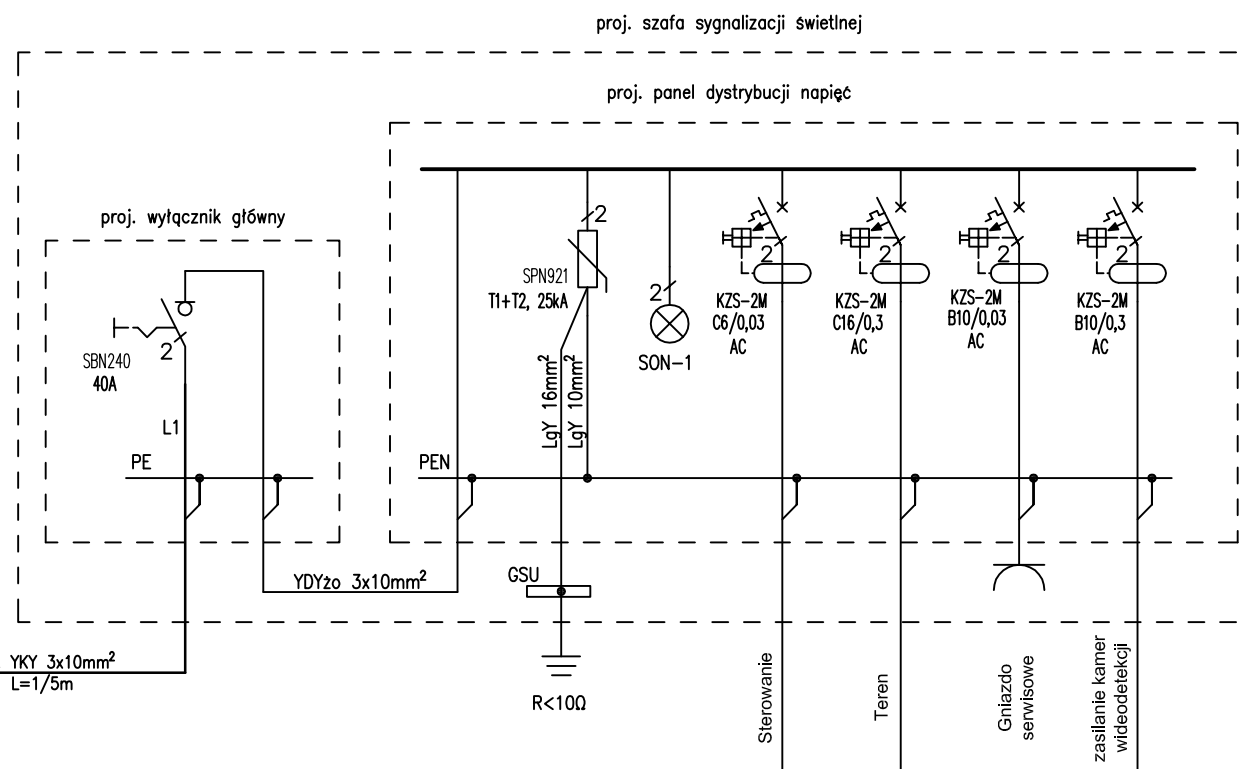 proj. szafa sygnalizacji świetlnej
proj. panel dystrybucji napięć
proj. wyłącznik główny
SBN240
40A
2
L1
PE
YKY 3x10mm²
L=1/5m
YDYżo 3x10mm²
PEN
2
SPN921
T1+T2, 25kA
LgY 16mm²
LgY 10mm²
GSU
R<10Ω
2
SON-1
2
KZS-2M
C6/0,03
AC
2
KZS-2M
C16/0,3
AC
2
KZS-2M
B10/0,03
AC
2
KZS-2M
B10/0,3
AC
Sterowanie
Teren
Gniazdo
serwisowe
zasilanie kamer
wideodetekcji